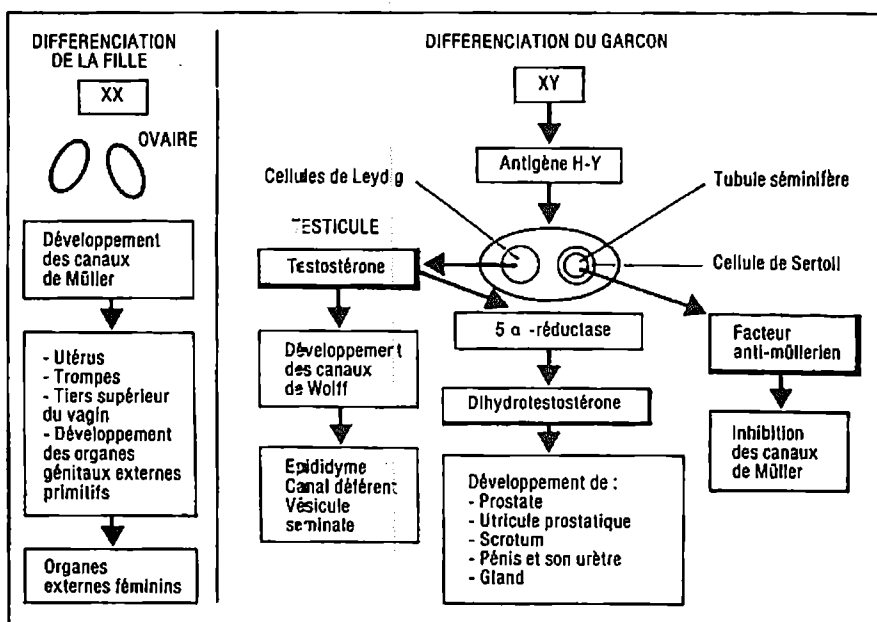 DIFFERENCIATION
DE LA FILLE
XX
OVAIRE
Développement
des canaux
de Müller
- Utérus
- Trompes
- Tiers supérieur
du vagin
- Développement
des organes
génitaux externes
primitifs
Organes
externes féminins
DIFFERENCIATION DU GARCON
XY
Antigène H-Y
Cellules de Leydig
Tubule séminifère
TESTICULE
Cellule de Sertoli
Testostérone
5 α -réductase
Facteur
anti-müllerien
Développement
des canaux
de Wolff
Dihydrotestostérone
Inhibition
des canaux
de Müller
Epididyme
Canal déférent
Vésicule
seminate
Développement de :
- Prostate
- Utricule prostatique
- Scrotum
- Pénis et son urètre
- Gland